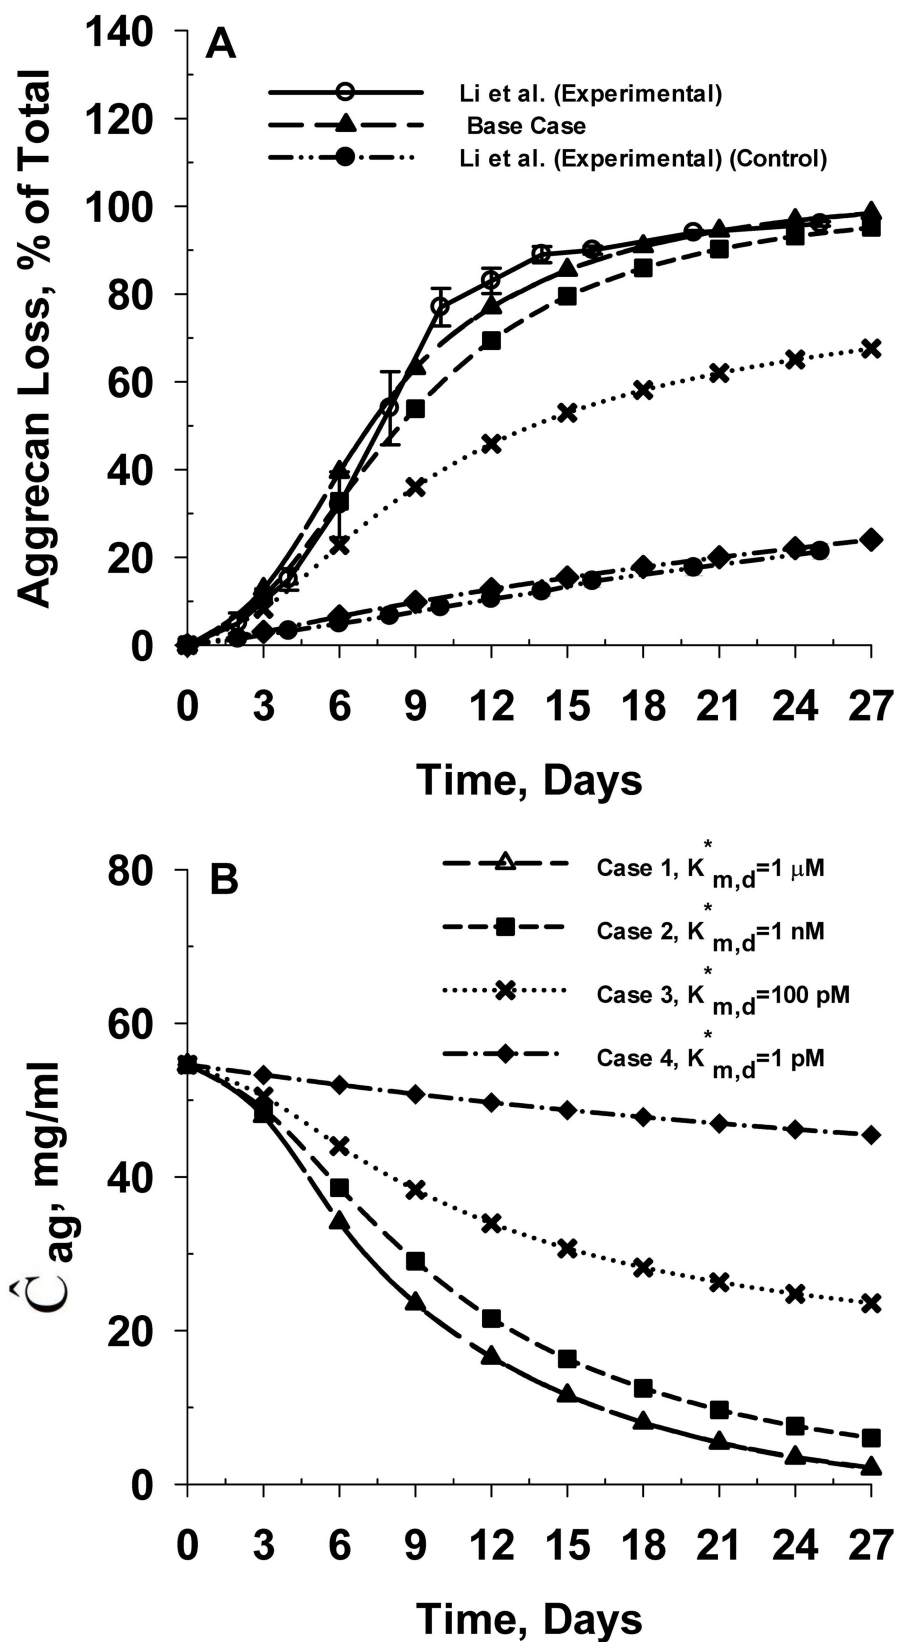 A
140
120
100
80
60
40
20
0
Aggrecan Loss, % of Total
Li et al. (Experimental)
Base Case
Li et al. (Experimental) (Control)
0 3 6 9 12 15 18 21 24 27
Time, Days
B
80
60
40
20
0
Ĉag, mg/ml
Case 1, K*m,d=1 μM
Case 2, K*m,d=1 nM
Case 3, K*m,d=100 pM
Case 4, K*m,d=1 pM
0 3 6 9 12 15 18 21 24 27
Time, Days